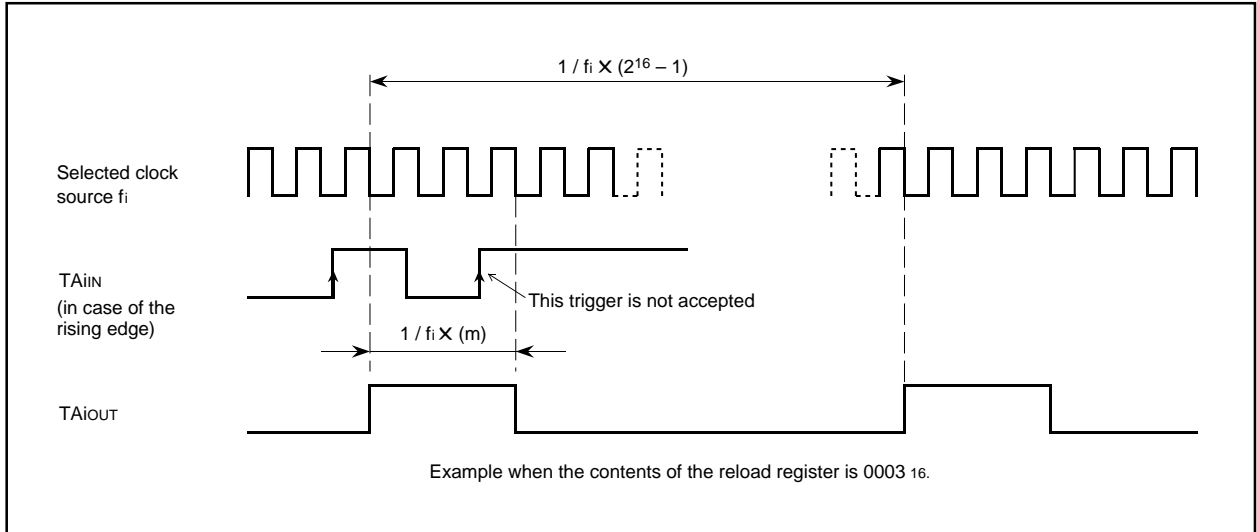 1 / fi X (2^16 – 1)
Selected clock
source fi
TAiIN
(in case of the
rising edge)
This trigger is not accepted
1 / fi X (m)
TAiOUT
Example when the contents of the reload register is 0003 16.